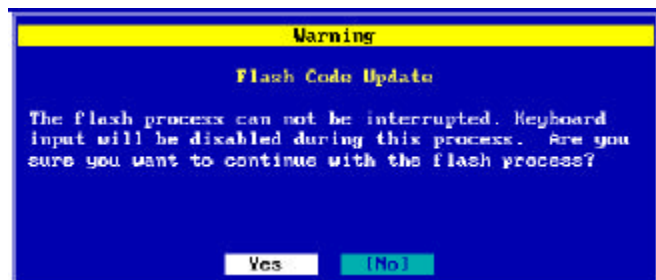 Warning
Flash Code Update
The flash process can not be interrupted. Keyboard
input will be disabled during this process. Are you
sure you want to continue with the flash process?
Yes [No]